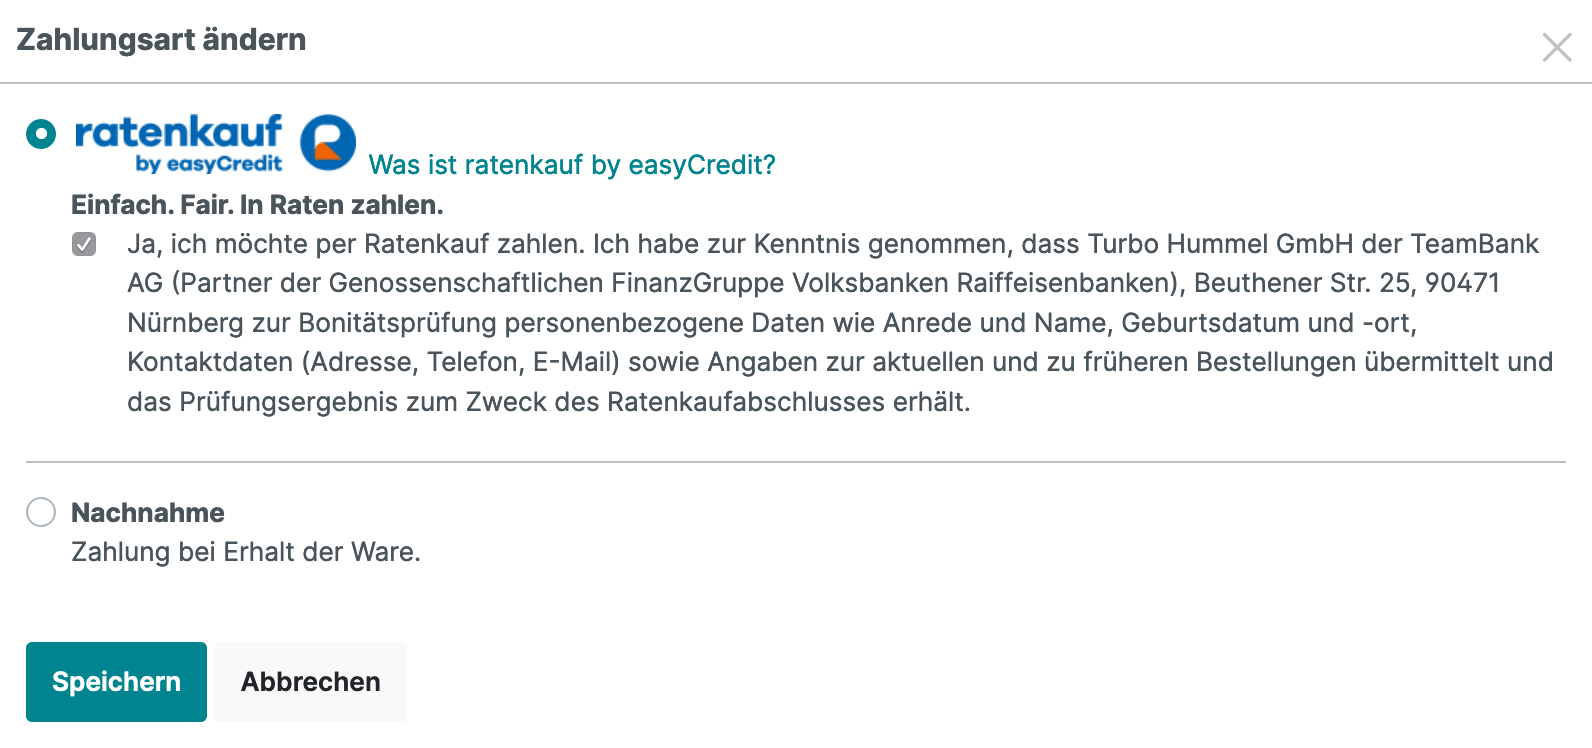 Zahlungsart ändern
ratenkauf
by easyCredit
Was ist ratenkauf by easyCredit?
Einfach. Fair. In Raten zahlen.
Ja, ich möchte per Ratenkauf zahlen. Ich habe zur Kenntnis genommen, dass Turbo Hummel GmbH der TeamBank
AG (Partner der Genossenschaftlichen FinanzGruppe Volksbanken Raiffeisenbanken), Beuthener Str. 25, 90471
Nürnberg zur Bonitätsprüfung personenbezogene Daten wie Anrede und Name, Geburtsdatum und -ort,
Kontaktdaten (Adresse, Telefon, E-Mail) sowie Angaben zur aktuellen und zu früheren Bestellungen übermittelt und
das Prüfungsergebnis zum Zweck des Ratenkaufabschlusses erhält.
Nachnahme
Zahlung bei Erhalt der Ware.
Speichern
Abbrechen